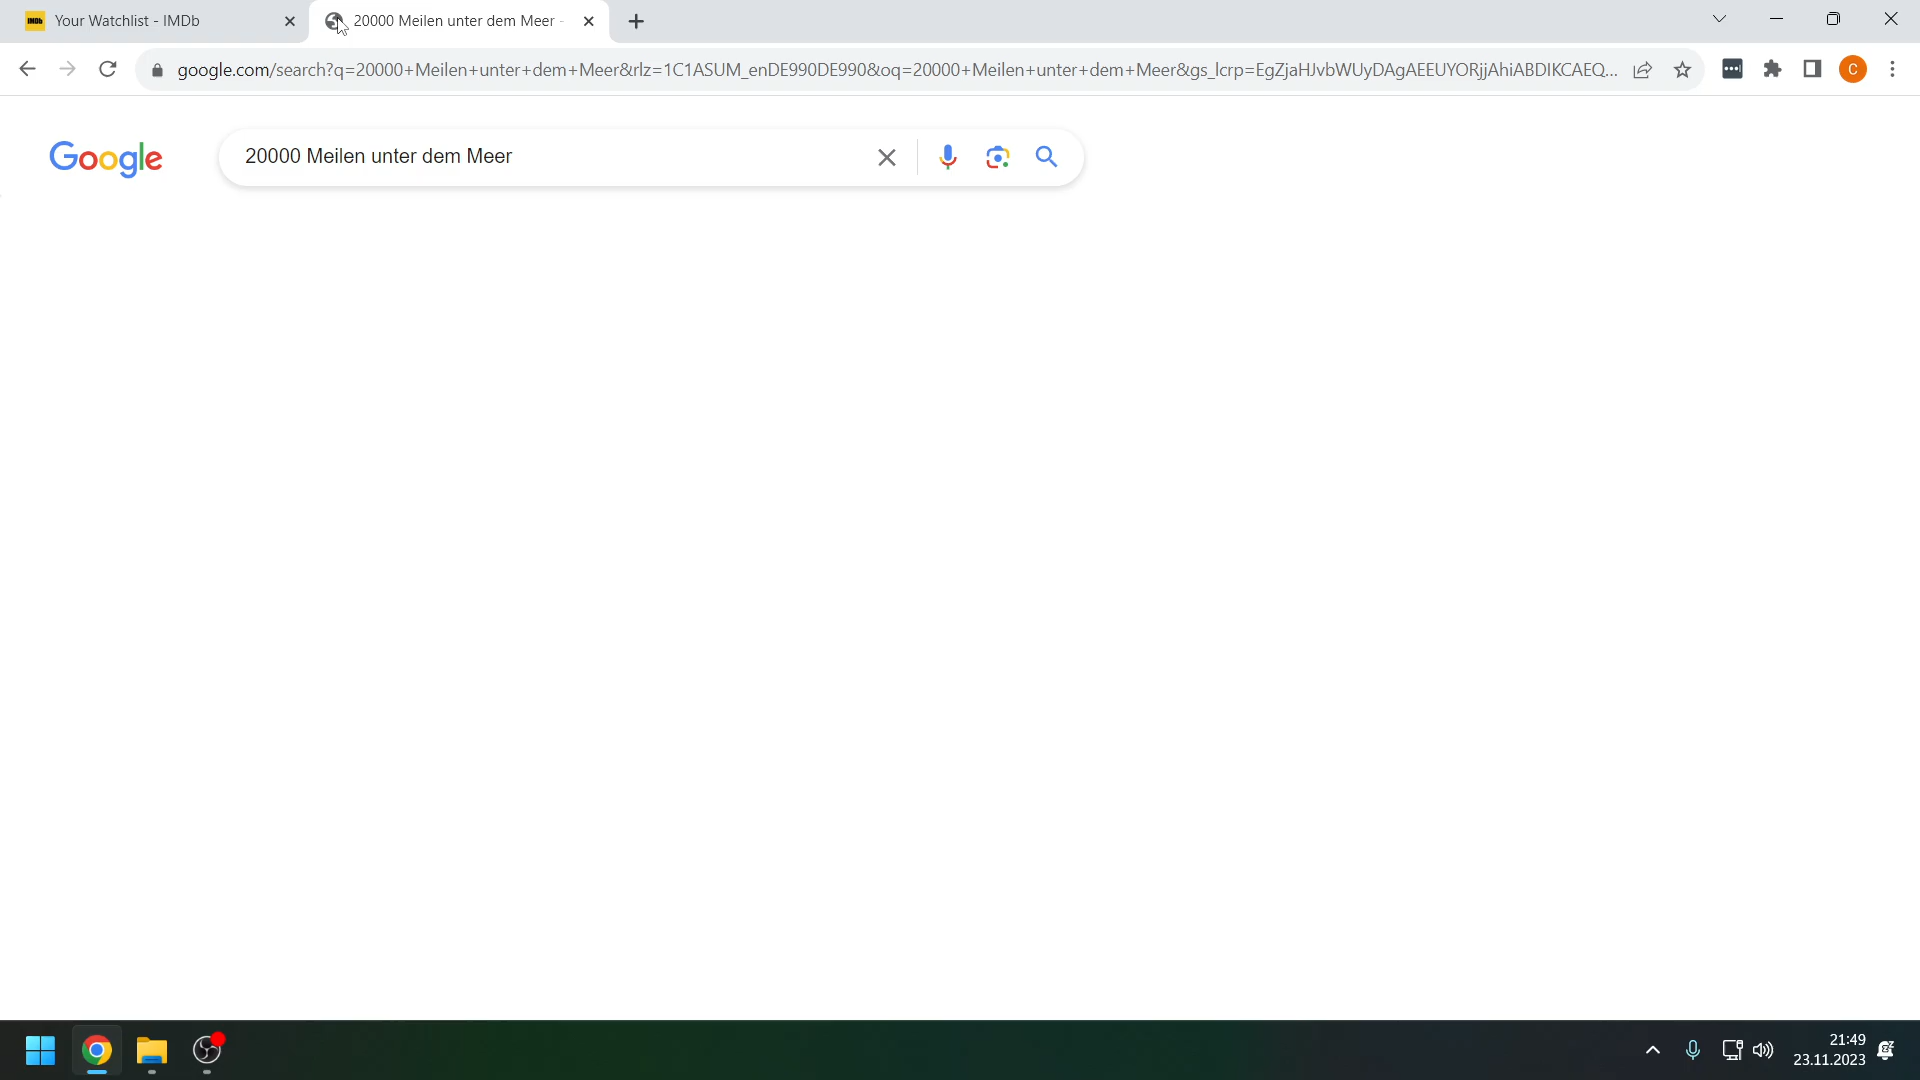 Your Watchlist - IMDb
20000 Meilen unter dem Meer -
google.com/search?q=20000+Meilen+unter+dem+Meer&rlz=1C1ASUM_enDE990DE990&oq=20000+Meilen+unter+dem+Meer&gs_lcrp=EgZjaHJvbWUyDAgAEEUYORjjAhiABDIKCAEQ...
C
Google
20000 Meilen unter dem Meer
21:49
23.11.2023